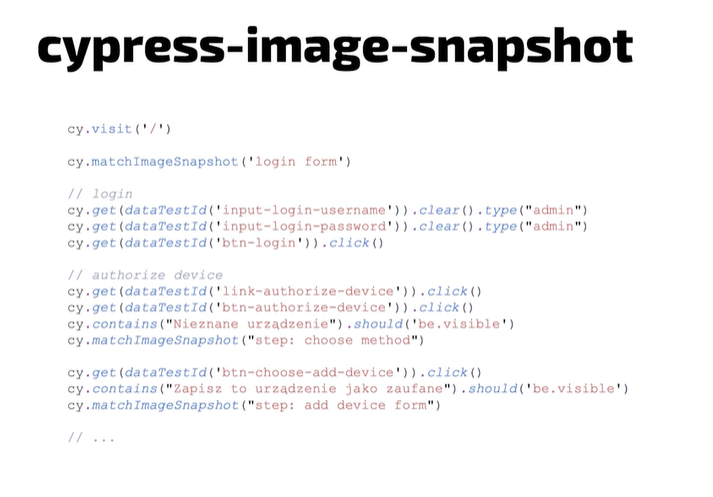 cypress-image-snapshot
cy.visit('/')
cy.matchImageSnapshot('login form')
// login
cy.get(dataTestId('input-login-username')).clear().type("admin")
cy.get(dataTestId('input-login-password')).clear().type("admin")
cy.get(dataTestId('btn-login')).click()
// authorize device
cy.get(dataTestId('link-authorize-device')).click()
cy.get(dataTestId('btn-authorize-device')).click()
cy.contains("Nieznane urządzenie").should('be.visible')
cy.matchImageSnapshot("step: choose method")
cy.get(dataTestId('btn-choose-add-device')).click()
cy.contains("Zapisz to urządzenie jako zaufane").should('be.visible')
cy.matchImageSnapshot("step: add device form")
// ...